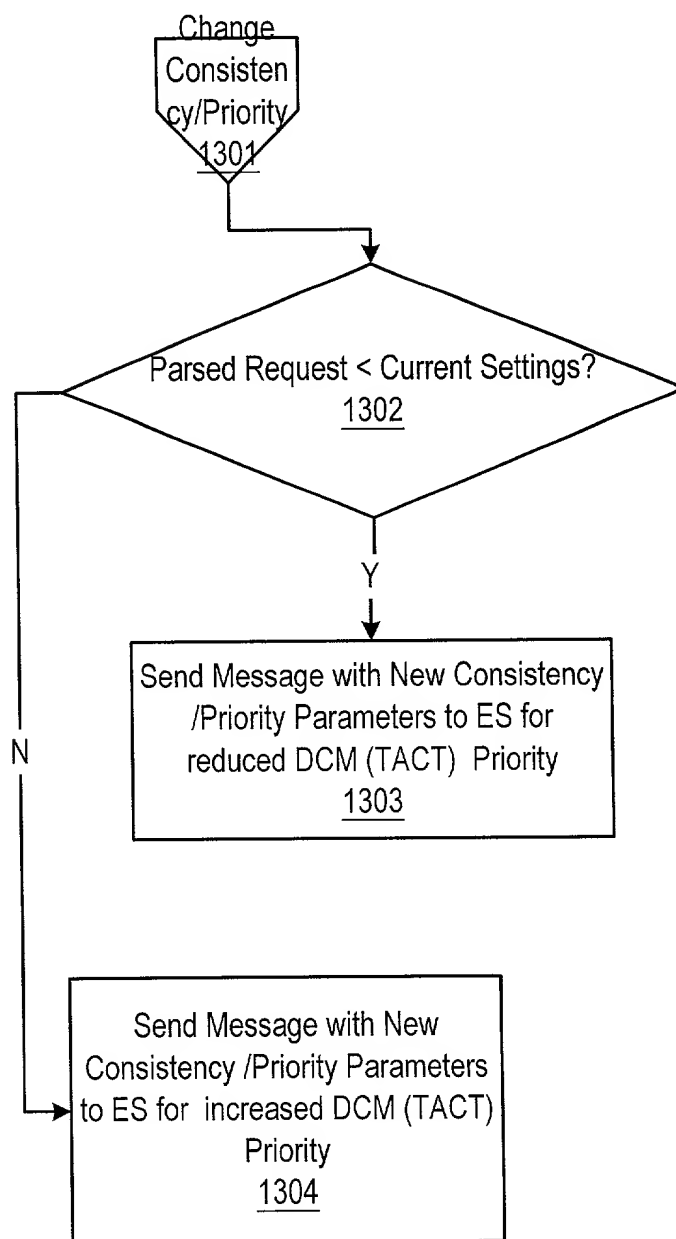 Change
Consisten
cy/Priority
1301
Parsed Request < Current Settings?
1302
Y
Send Message with New Consistency
/Priority Parameters to ES for
reduced DCM (TACT) Priority
1303
N
Send Message with New
Consistency /Priority Parameters
to ES for increased DCM (TACT)
Priority
1304